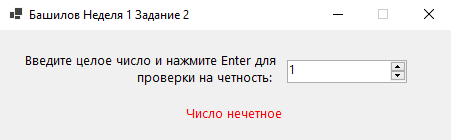 Башилов Неделя 1 Задание 2
Введите целое число и нажмите Enter для
проверки на четность:
1
Число нечетное